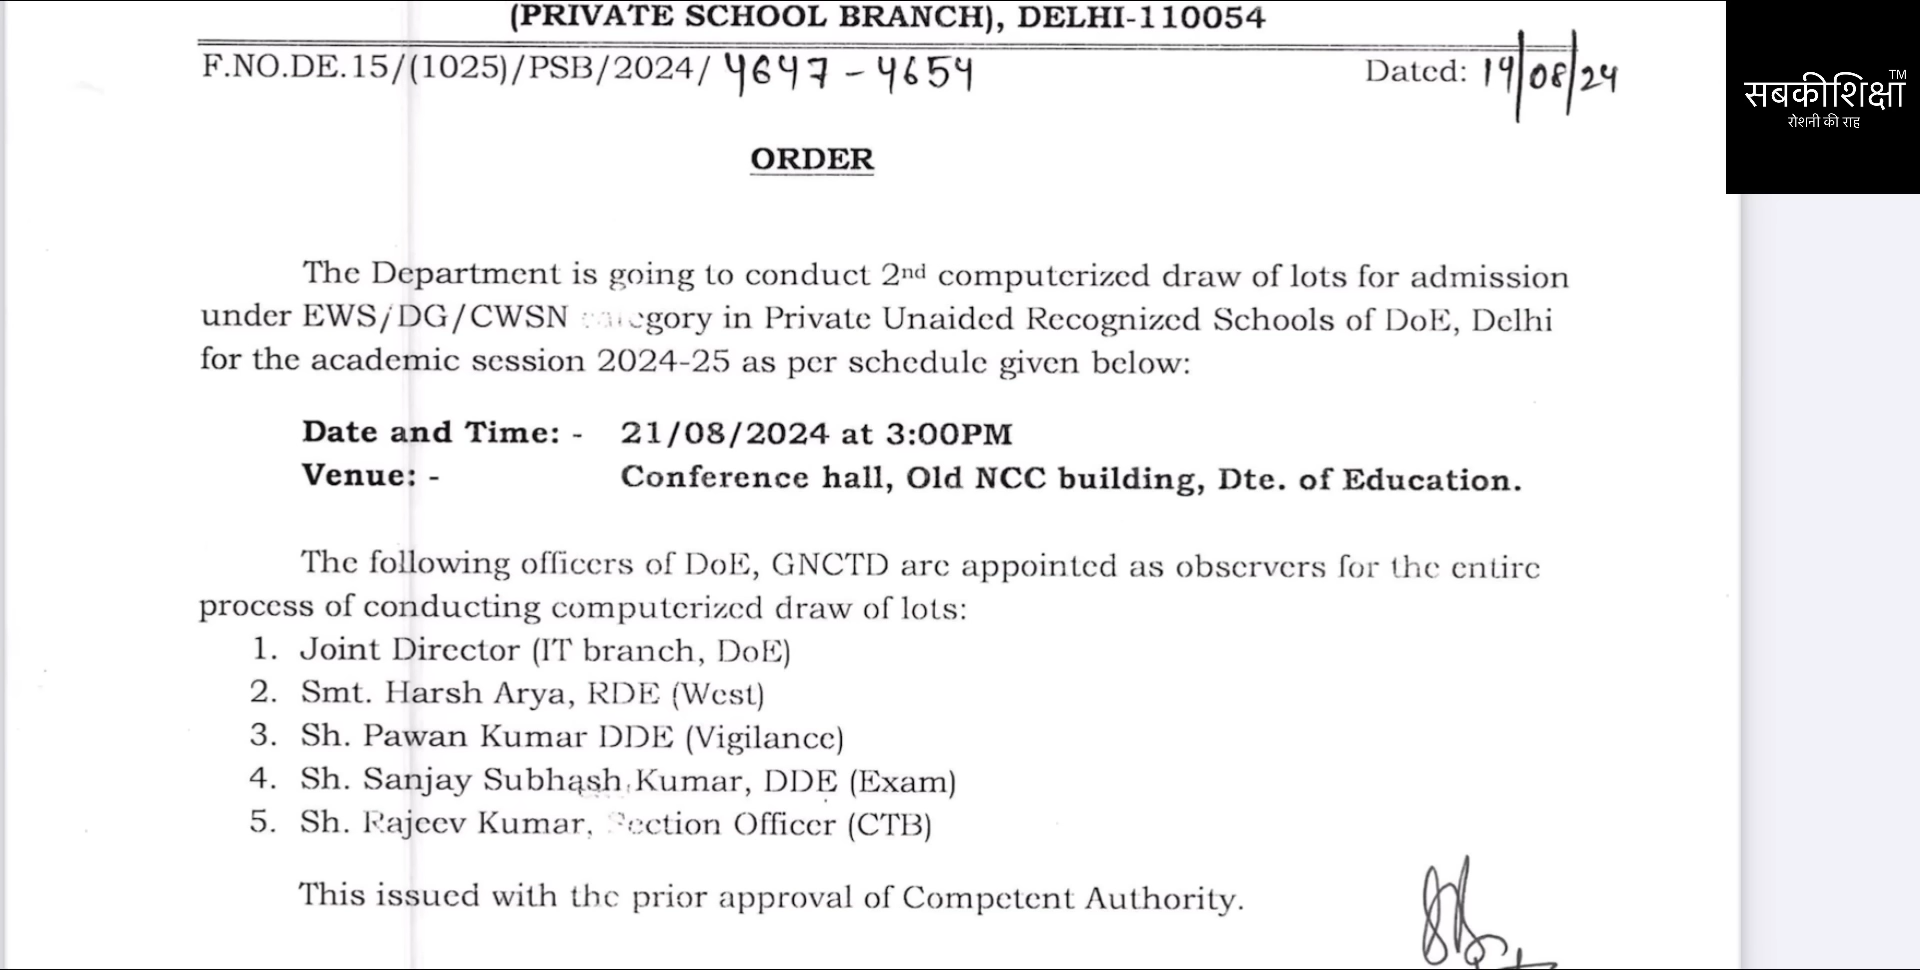 (PRIVATE SCHOOL BRANCH), DELHI-110054
F.NO.DE.15/(1025)/PSB/2024/ 4647 - 4654 Dated: 14/08/24
सबकीशिक्षा TM
रोशनी की राह
ORDER
The Department is going to conduct 2nd computerized draw of lots for admission
under EWS/DG/CWSN category in Private Unaided Recognized Schools of DoE, Delhi
for the academic session 2024-25 as per schedule given below:
Date and Time: - 21/08/2024 at 3:00PM
Venue: - Conference hall, Old NCC building, Dte. of Education.
The following officers of DoE, GNCTD are appointed as observers for the entire
process of conducting computerized draw of lots:
1. Joint Director (IT branch, DoE)
2. Smt. Harsh Arya, RDE (West)
3. Sh. Pawan Kumar DDE (Vigilance)
4. Sh. Sanjay Subhash Kumar, DDE (Exam)
5. Sh. Rajeev Kumar, Section Officer (CTB)
This issued with the prior approval of Competent Authority.